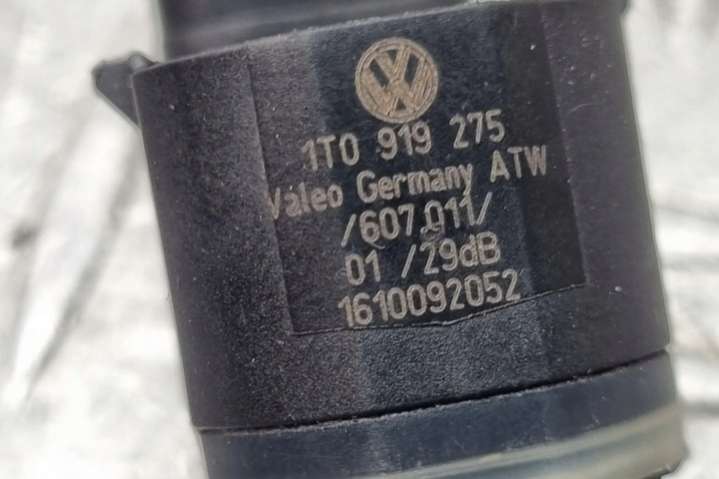 1T0 919 275
Valeo Germany ATW
/607.011/
01 /29dB
1610092052